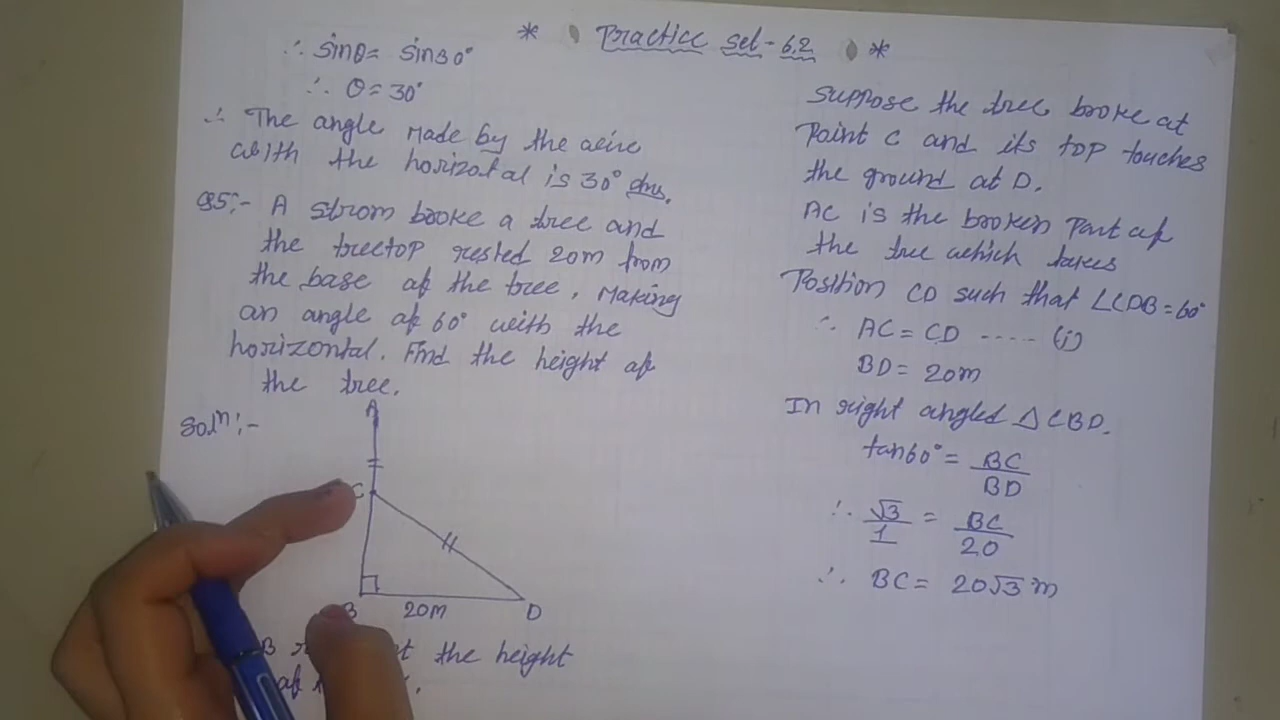 * Practice set-6.2 *
∴ sinθ = sin30°
∴ θ = 30°
∴ The angle made by the wire
with the horizotal is 30° Ans.
Q5:- A strom broke a tree and
the treetop rested 20m from
the base of the tree, making
an angle of 60° with the
horizontal. Find the height of
the tree.
Solⁿ:-
A
C
B 20m D
B the height
of
Suppose the tree broke at
Point C and its top touches
the ground at D.
AC is the broken part of
the tree which takes
Position CD such that ∠CDB = 60°
∴ AC = CD ..... (i)
BD = 20m
In right angled △CBD.
tan60° = BC
BD
∴ √3 = BC
1 20
∴ BC = 20√3 m